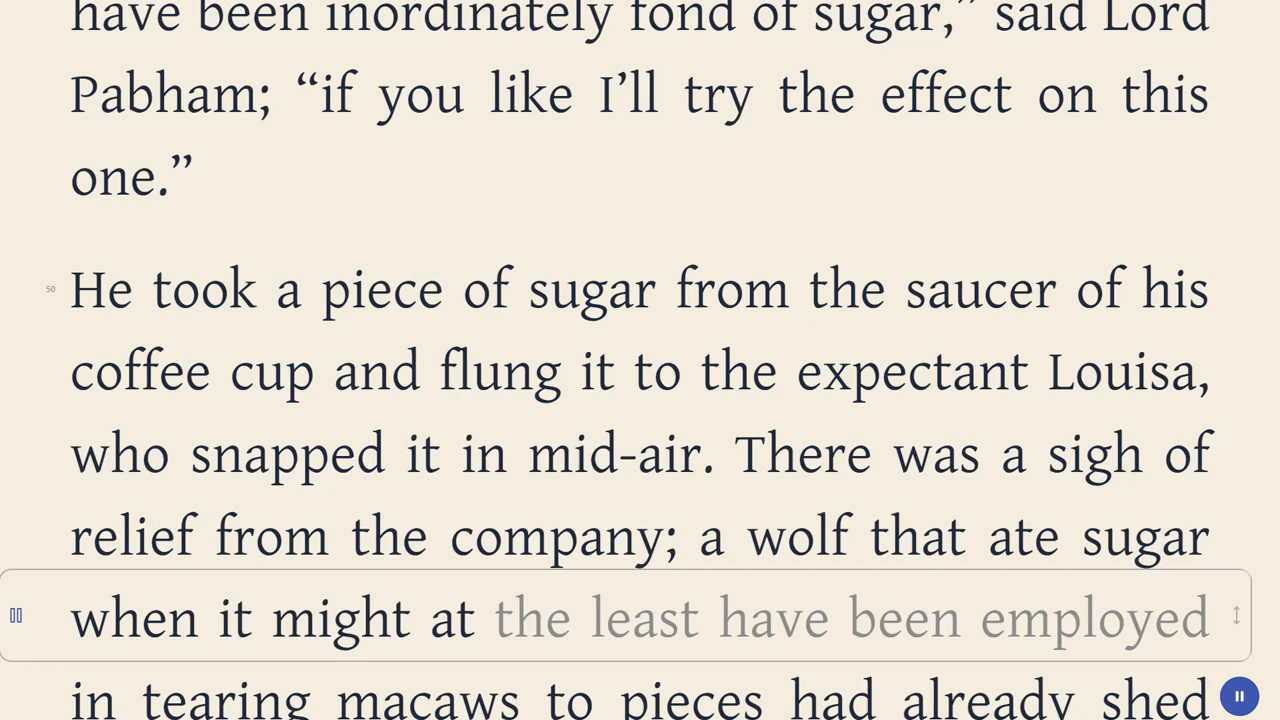 have been inordinately fond of sugar,” said Lord
Pabham; “if you like I’ll try the effect on this
one.”
50
He took a piece of sugar from the saucer of his
coffee cup and flung it to the expectant Louisa,
who snapped it in mid-air. There was a sigh of
relief from the company; a wolf that ate sugar
when it might at the least have been employed
in tearing macaws to pieces had already shed